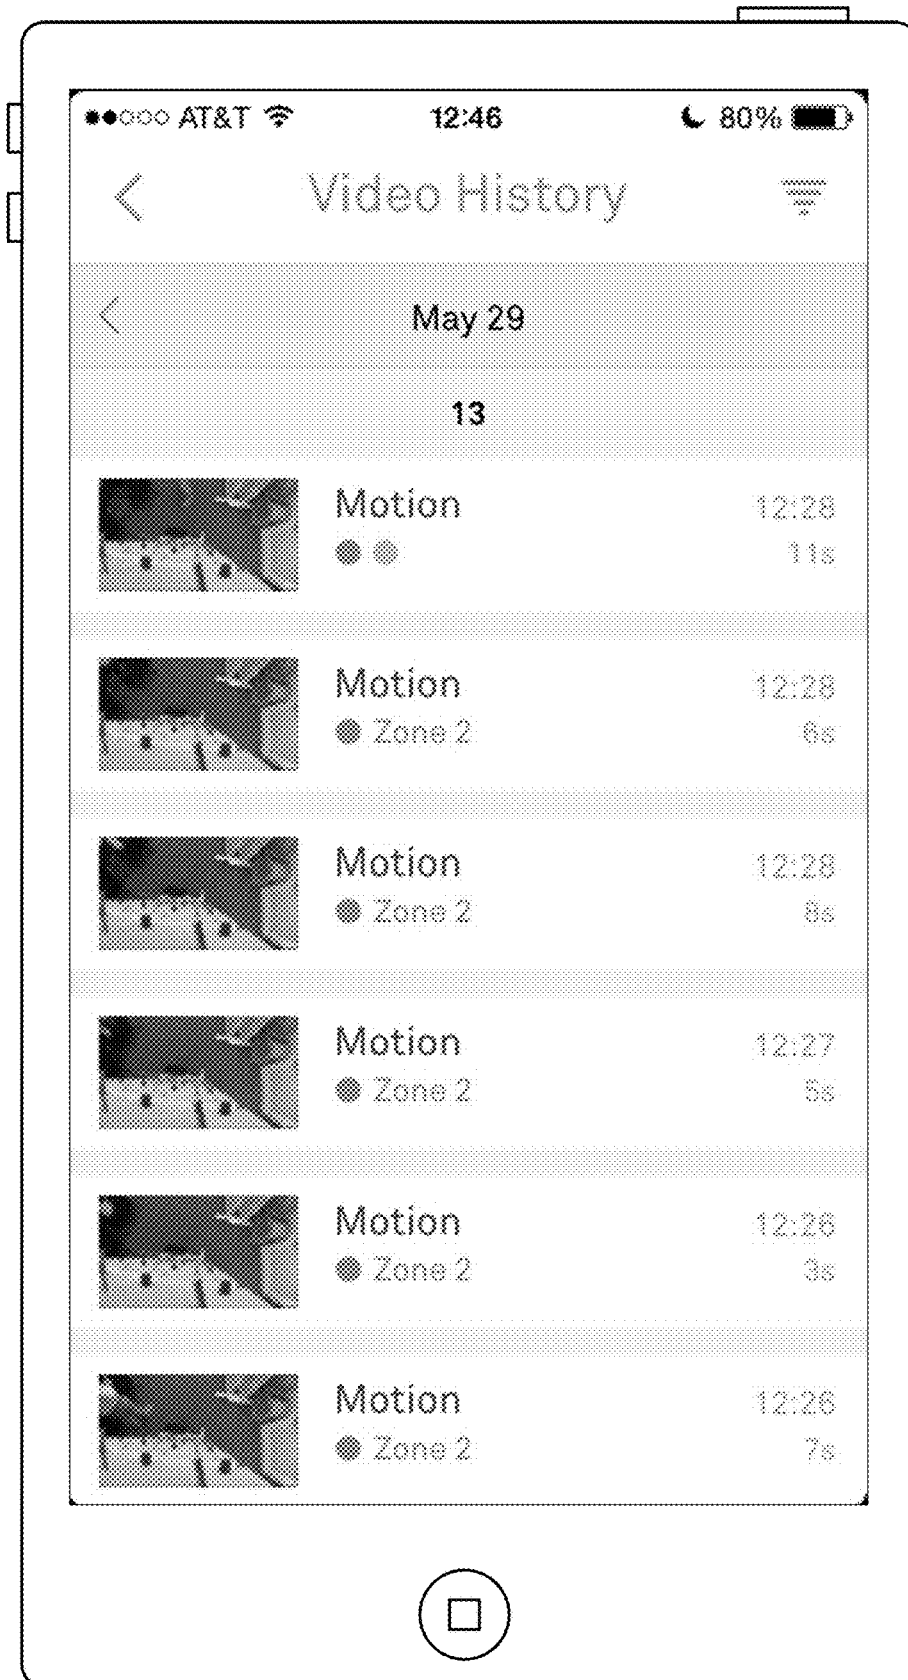 AT&T 12:46 80%
Video History
May 29
13
Motion 12:28
11s
Motion 12:28
Zone 2 6s
Motion 12:28
Zone 2 8s
Motion 12:27
Zone 2 5s
Motion 12:26
Zone 2 3s
Motion 12:26
Zone 2 7s